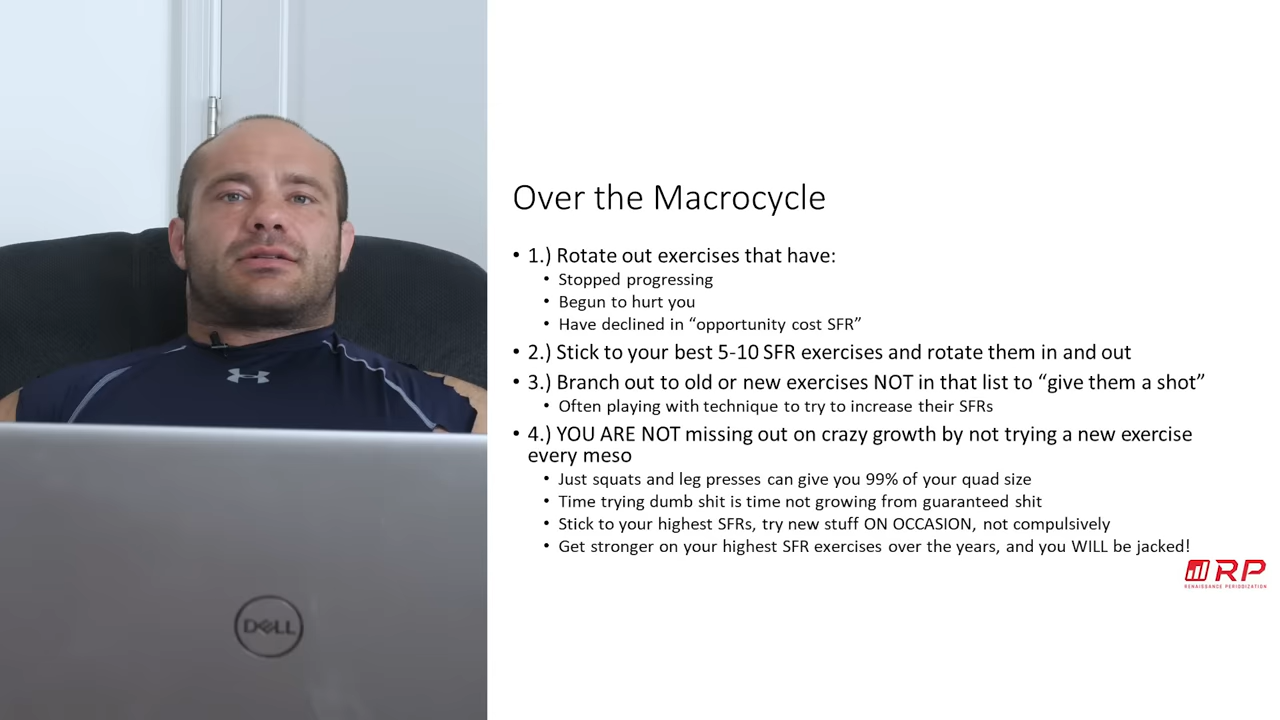 Over the Macrocycle
• 1.) Rotate out exercises that have:
• Stopped progressing
• Begun to hurt you
• Have declined in “opportunity cost SFR”
• 2.) Stick to your best 5-10 SFR exercises and rotate them in and out
• 3.) Branch out to old or new exercises NOT in that list to “give them a shot”
• Often playing with technique to try to increase their SFRs
• 4.) YOU ARE NOT missing out on crazy growth by not trying a new exercise
every meso
• Just squats and leg presses can give you 99% of your quad size
• Time trying dumb shit is time not growing from guaranteed shit
• Stick to your highest SFRs, try new stuff ON OCCASION, not compulsively
• Get stronger on your highest SFR exercises over the years, and you WILL be jacked!
RP
RENAISSANCE PERIODIZATION
DELL